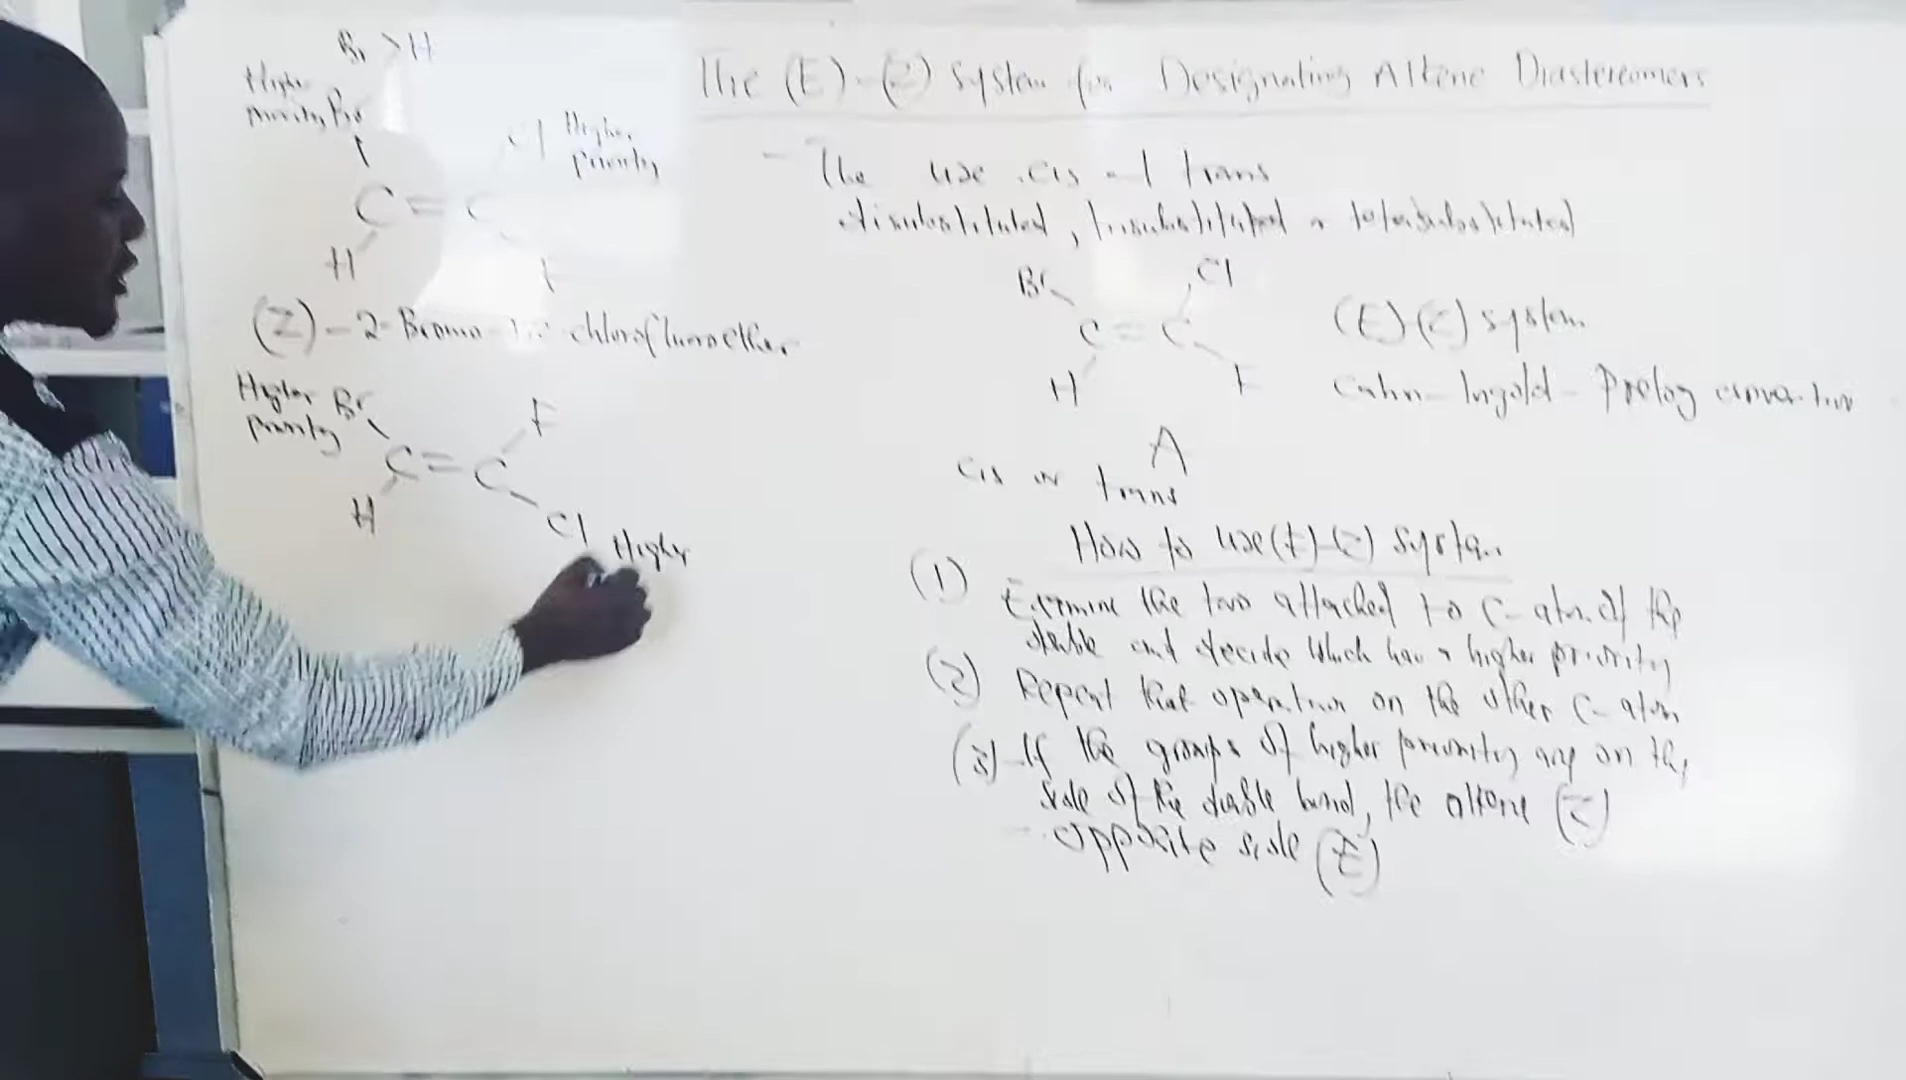 Br > H
Higher
priority Br
Cl Higher
priority
C = C
H
F
(Z) - 2-Bromo-1-chlorofluoroethen
Higher Br
priority
F
C = C
H
Cl Higher
The (E)-(Z) system for Designating Alkene Diastereomers
- The use cis and trans
disubstituted, trisubstituted or tetrasubstituted
Br Cl
C = C
H F
(E)(Z) system
Cahn-Ingold-Prelog convention
A
cis or trans
How to use (E)-(Z) system
(1) Examine the two attached to C-atom of the
double and decide which has a higher priority
(2) Repeat that operation on the other C-atom
(3) If the groups of higher priority are on the
side of the double bond, the alkene (Z)
- opposite side (E)